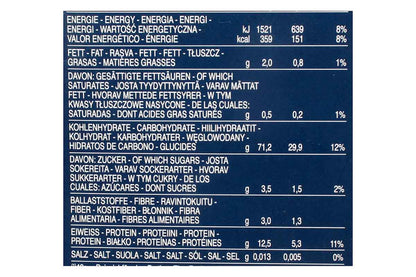 ENERGIE - ENERGY - ENERGIA - ENERGI -
ENERGI - WARTOŚĆ ENERGETYCZNA - kJ 1521 639 8%
VALOR ENERGÉTICO - ÉNERGIE kcal 359 151 8%
FETT - FAT - RASVA - FETT - FETT - TŁUSZCZ -
GRASAS - MATIÈRES GRASSES g 2,0 0,8 1%
DAVON: GESÄTTIGTE FETTSÄUREN - OF WHICH
SATURATES - JOSTA TYYDYTTYNYTTÄ - VARAV MÄTTAT
FETT - HVORAV METTEDE FETTSYRER - W TYM
KWASY TŁUSZCZOWE NASYCONE - DE LAS CUALES:
SATURADAS - DONT ACIDES GRAS SATURÉS g 0,5 0,2 1%
KOHLENHYDRATE - CARBOHYDRATE - HIILIHYDRAATIT -
KOLHYDRAT - KARBOHYDRATER - WĘGLOWODANY -
HIDRATOS DE CARBONO - GLUCIDES g 71,2 29,9 12%
DAVON: ZUCKER - OF WHICH SUGARS - JOSTA
SOKEREITA - VARAV SOCKERARTER - HVORAV
SUKKERARTER - W TYM CUKRY - DE LOS
CUALES: AZÚCARES - DONT SUCRES g 3,5 1,5 2%
BALLASTSTOFFE - FIBRE - RAVINTOKUITU -
FIBER - KOSTFIBER - BŁONNIK - FIBRA
ALIMENTARIA - FIBRES ALIMENTAIRES g 3,0 1,3
EIWEISS - PROTEIN - PROTEIINI - PROTEIN -
PROTEIN - BIAŁKO - PROTEÍNAS - PROTÉINES g 12,5 5,3 11%
SALZ - SALT - SUOLA - SALT - SALT - SÓL - SAL - SEL g 0,013 0,005 0%